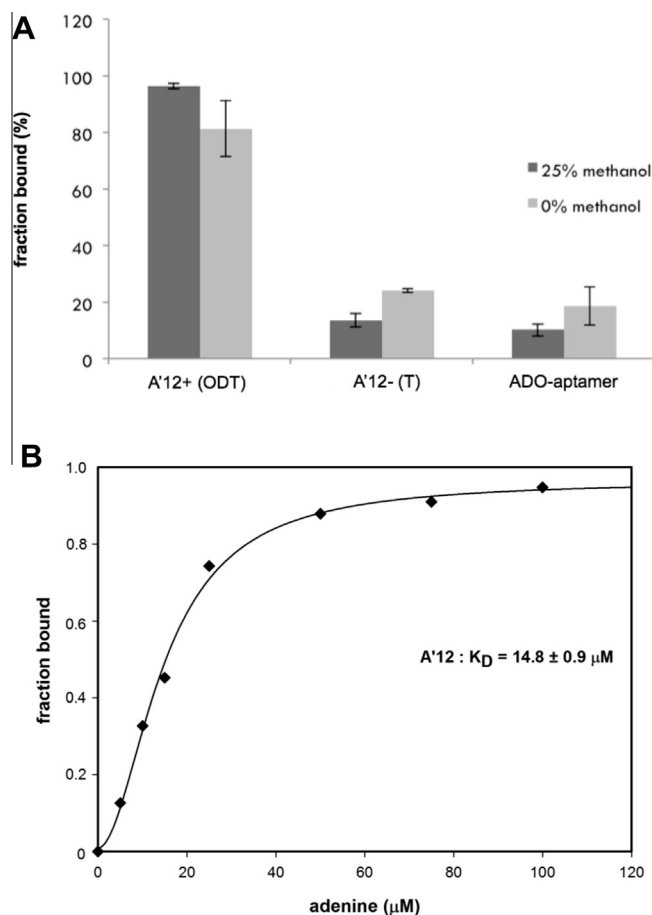 A
fraction bound (%)
120
100
80
60
40
20
0
25% methanol
0% methanol
A'12+ (ODT)
A'12- (T)
ADO-aptamer
B
fraction bound
1.0
0.8
0.6
0.4
0.2
0
A'12 : KD = 14.8 ± 0.9 μM
0
20
40
60
80
100
120
adenine (μM)